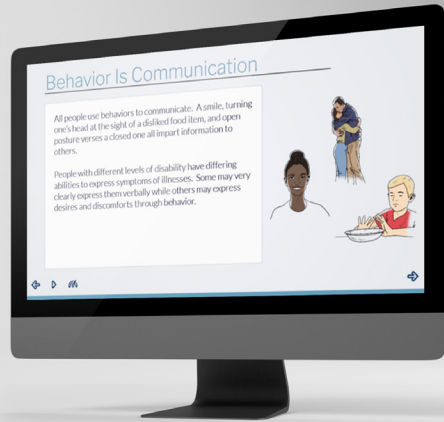 Behavior Is Communication
All people use behaviors to communicate. A smile, turning
one's head at the sight of a disliked food item, and open
posture verses a closed one all impart information to
others.
People with different levels of disability have differing
abilities to express symptoms of illnesses. Some may very
clearly express them verbally while others may express
desires and discomforts through behavior.